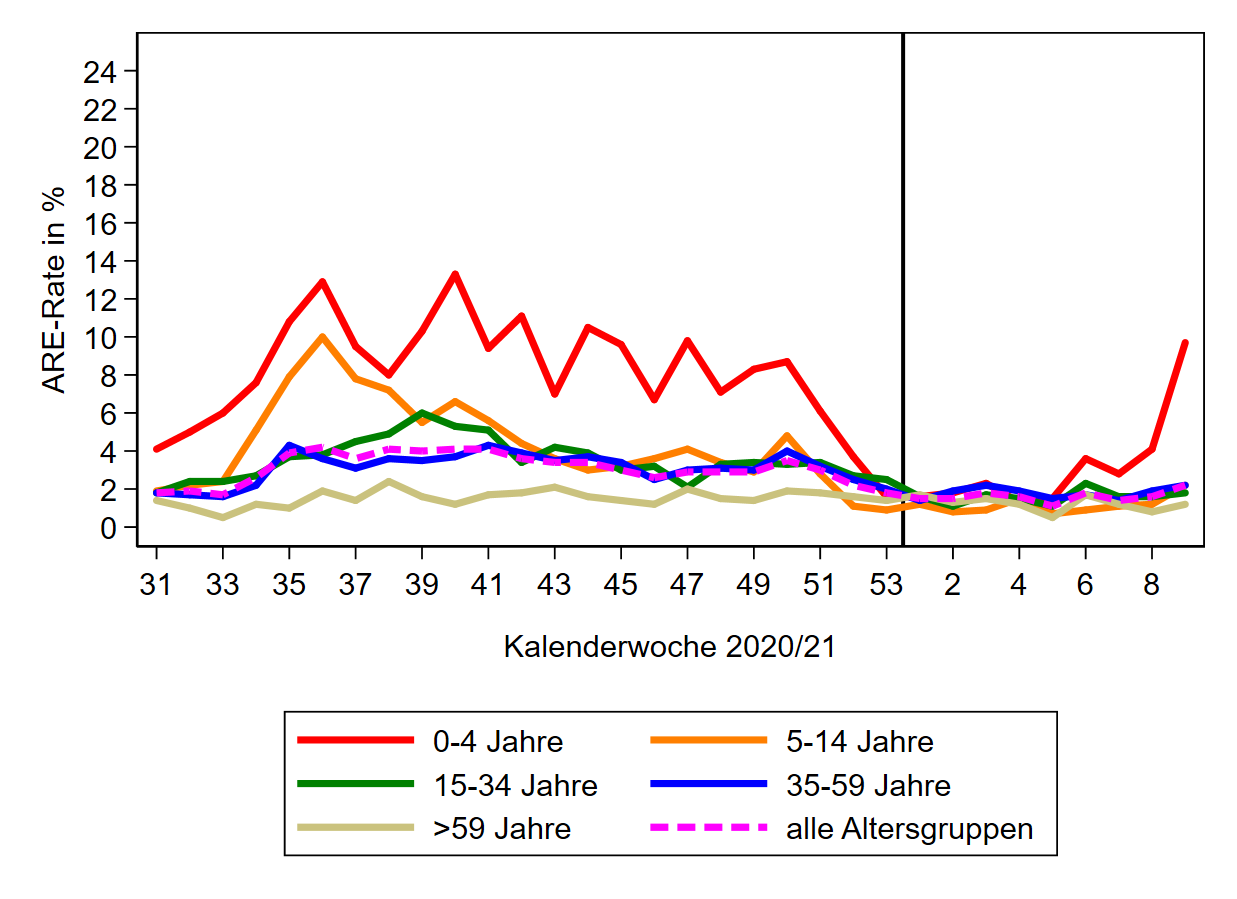 ARE-Rate in %
24
22
20
18
16
14
12
10
8
6
4
2
0
31 33 35 37 39 41 43 45 47 49 51 53 2 4 6 8
Kalenderwoche 2020/21
0-4 Jahre 5-14 Jahre
15-34 Jahre 35-59 Jahre
>59 Jahre alle Altersgruppen